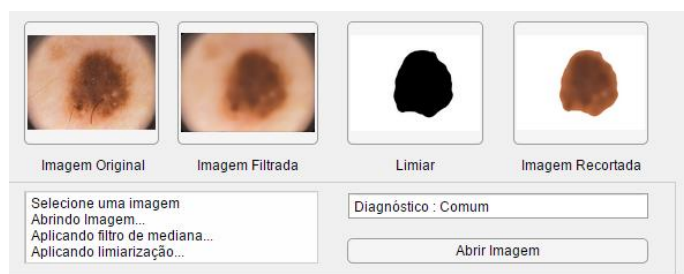 Imagem Original
Imagem Filtrada
Limiar
Imagem Recortada
Selecione uma imagem
Abrindo Imagem...
Aplicando filtro de mediana...
Aplicando limiarização...
Diagnóstico : Comum
Abrir Imagem